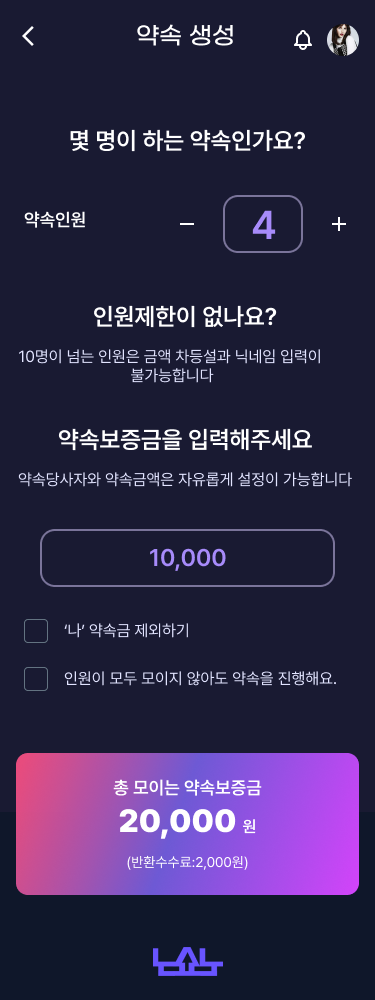 약속 생성
몇 명이 하는 약속인가요?
약속인원
4
인원제한이 없나요?
10명이 넘는 인원은 금액 차등설과 닉네임 입력이
불가능합니다
약속보증금을 입력해주세요
약속당사자와 약속금액은 자유롭게 설정이 가능합니다
10,000
‘나’ 약속금 제외하기
인원이 모두 모이지 않아도 약속을 진행해요.
총 모이는 약속보증금
20,000 원
(반환수수료:2,000원)